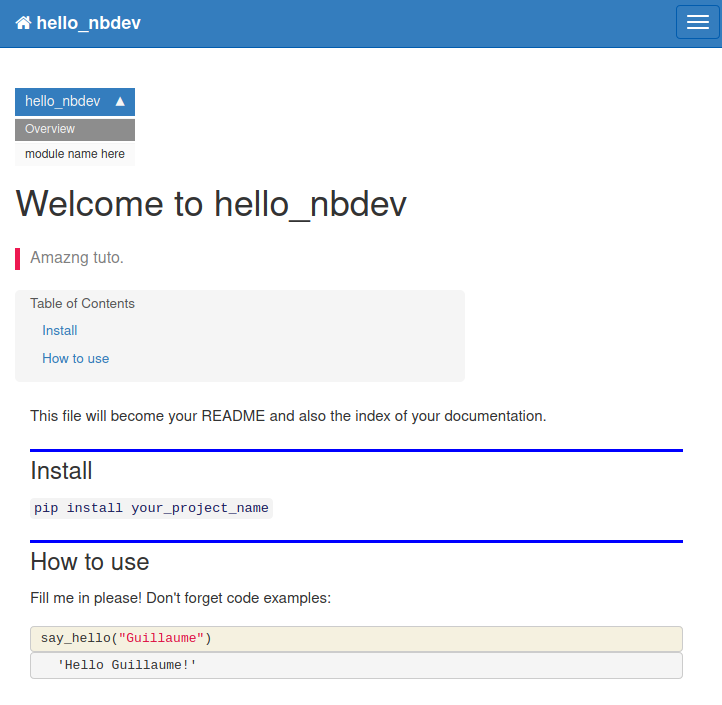 hello_nbdev
hello_nbdev ▲
Overview
module name here
Welcome to hello_nbdev
Amazng tuto.
Table of Contents
Install
How to use
This file will become your README and also the index of your documentation.
Install
pip install your_project_name
How to use
Fill me in please! Don't forget code examples:
say_hello("Guillaume")
'Hello Guillaume!'